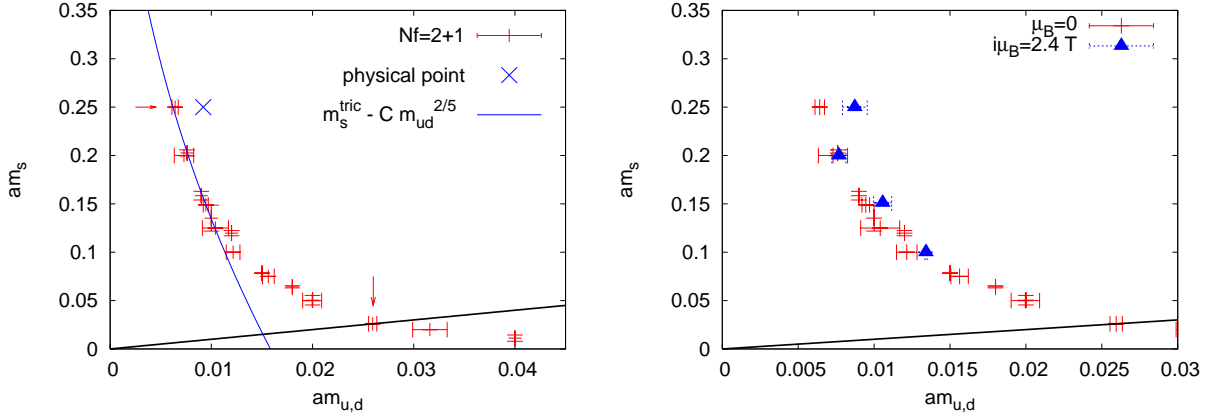 0.35
0.3
0.25
0.2
0.15
0.1
0.05
0
am_s
Nf=2+1
physical point
m_s^tric - C m_ud^2/5
0 0.01 0.02 0.03 0.04
am_u,d
0.35
0.3
0.25
0.2
0.15
0.1
0.05
0
am_s
μ_B=0
iμ_B=2.4 T
0 0.005 0.01 0.015 0.02 0.025 0.03
am_u,d